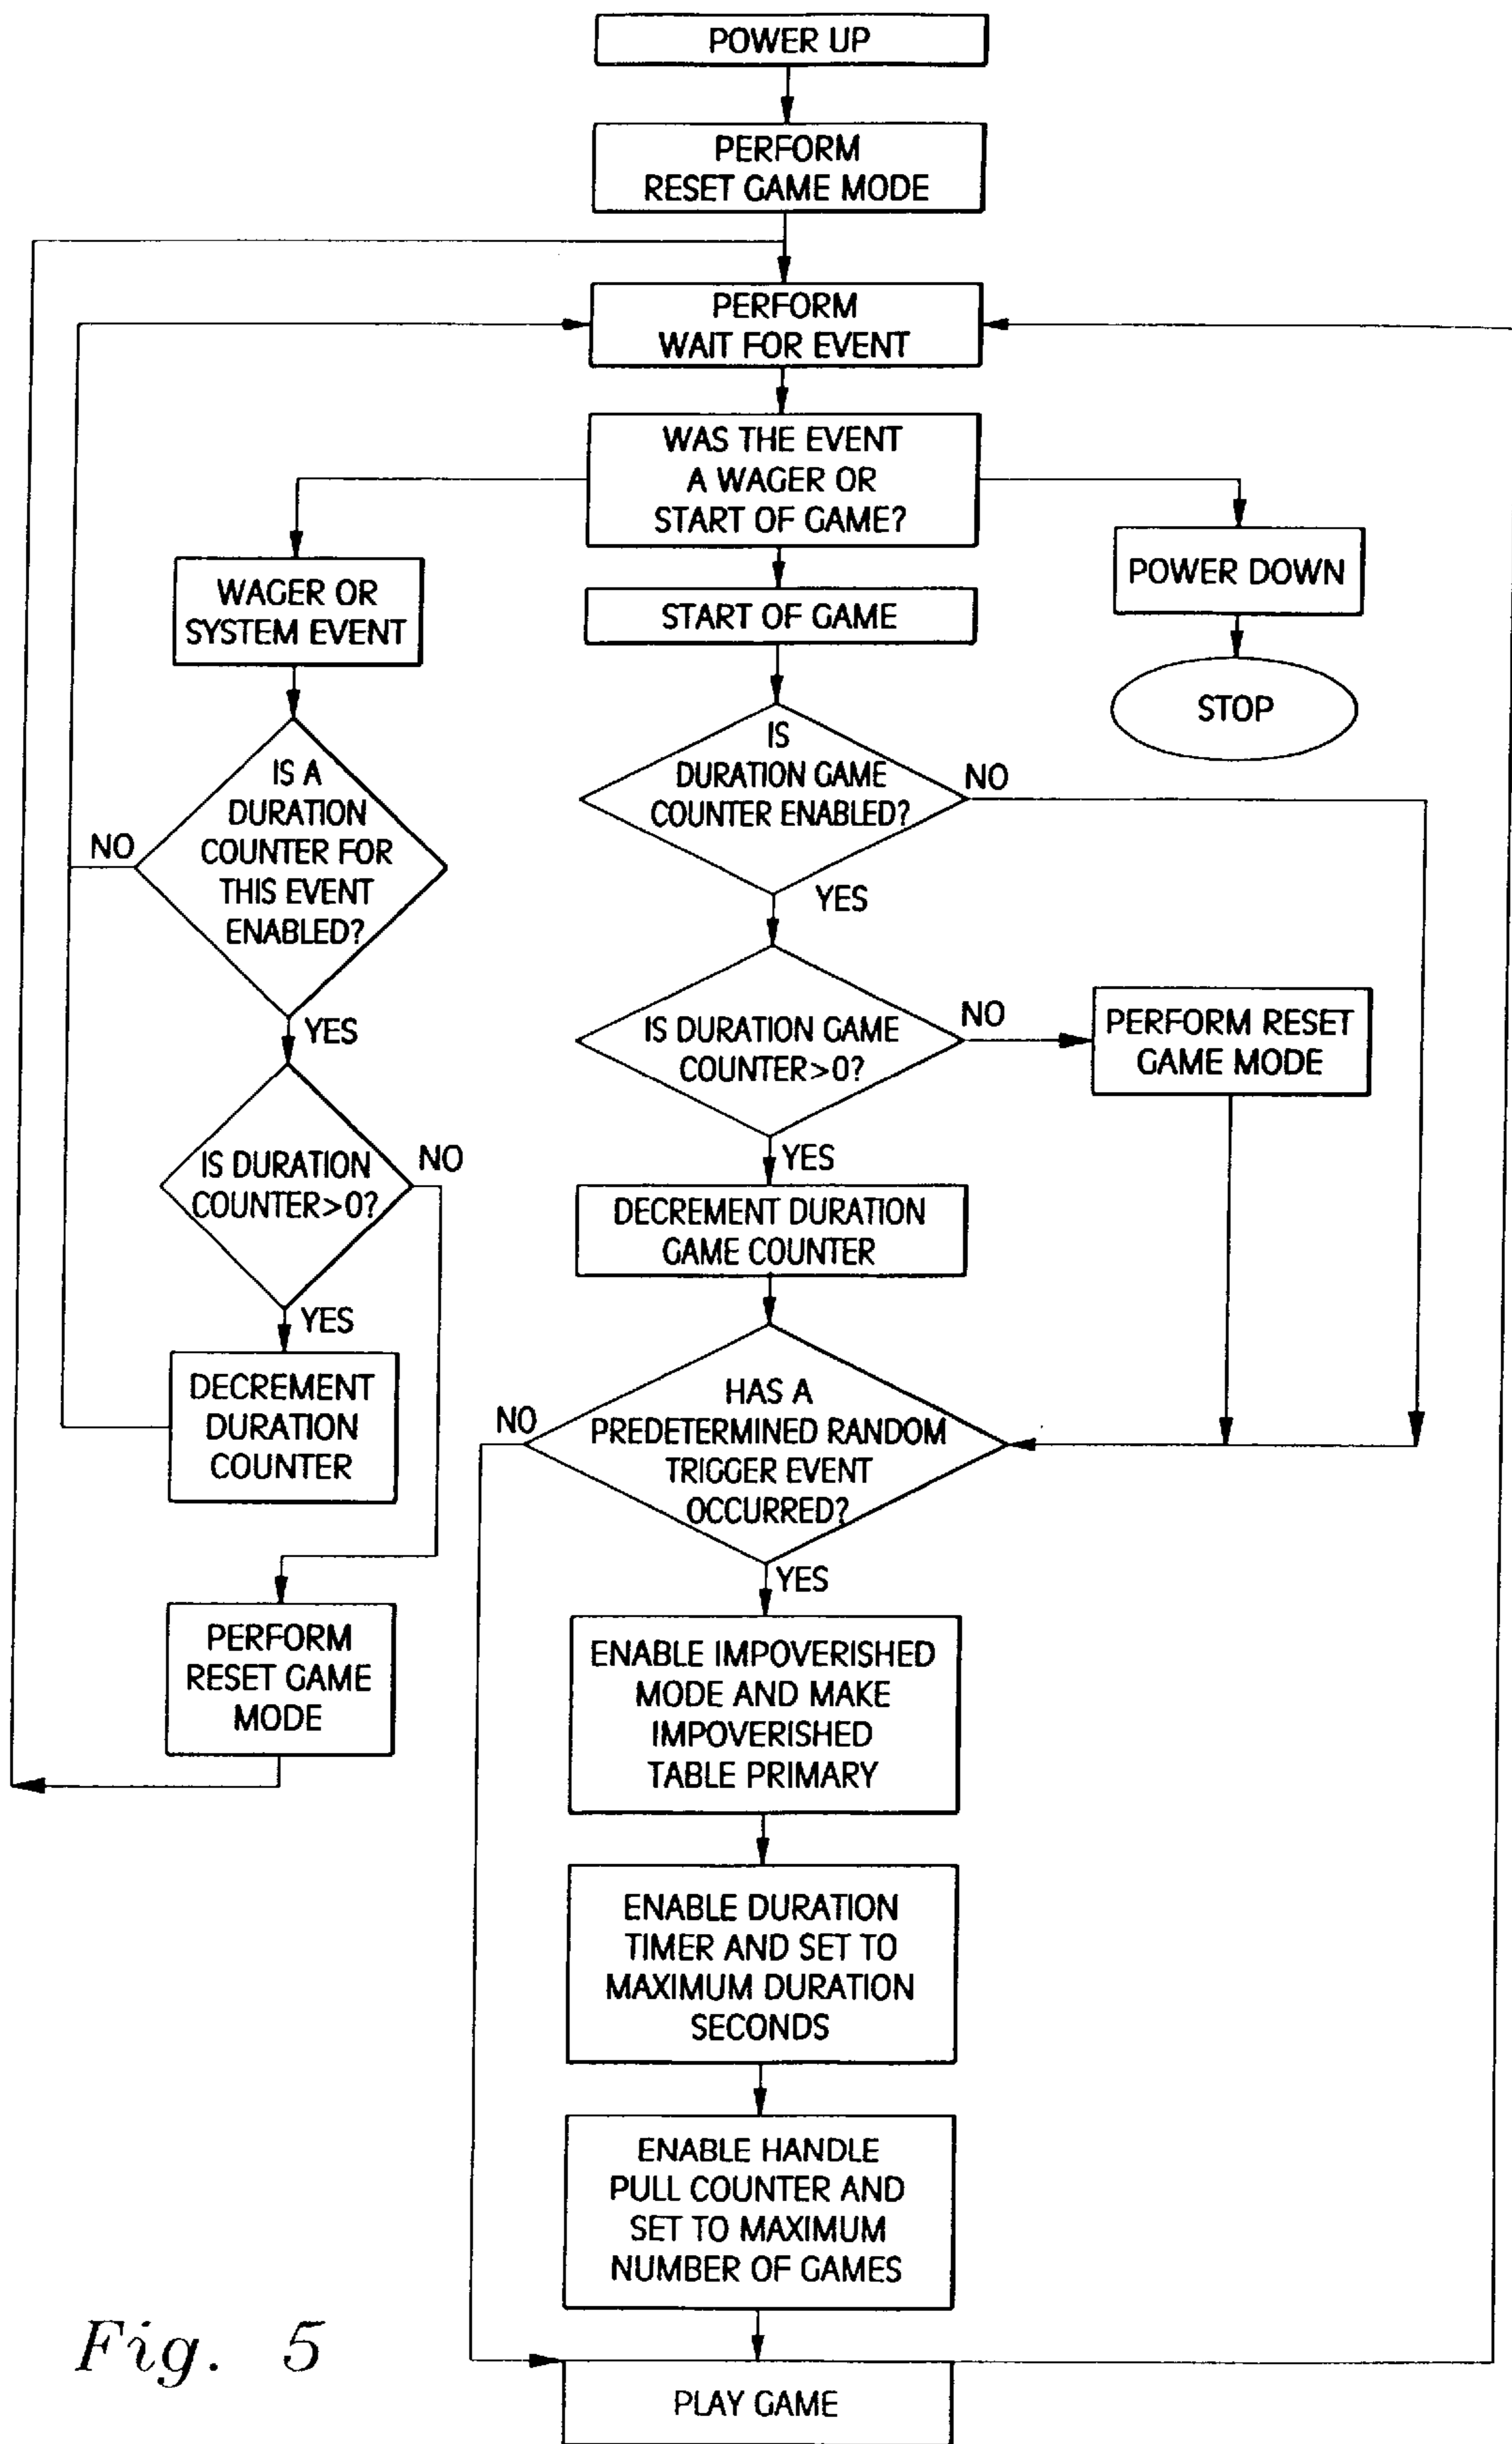 POWER UP
PERFORM
RESET GAME MODE
PERFORM
WAIT FOR EVENT
WAS THE EVENT
A WAGER OR
START OF GAME?
WAGER OR
SYSTEM EVENT
START OF GAME
POWER DOWN
STOP
IS A
DURATION
COUNTER FOR
THIS EVENT
ENABLED?
NO
YES
IS DURATION
COUNTER>0?
NO
YES
DECREMENT
DURATION
COUNTER
PERFORM
RESET GAME
MODE
IS
DURATION GAME
COUNTER ENABLED?
NO
YES
IS DURATION GAME
COUNTER>0?
NO
PERFORM RESET
GAME MODE
YES
DECREMENT DURATION
GAME COUNTER
HAS A
PREDETERMINED RANDOM
TRIGGER EVENT
OCCURRED?
NO
YES
ENABLE IMPOVERISHED
MODE AND MAKE
IMPOVERISHED
TABLE PRIMARY
ENABLE DURATION
TIMER AND SET TO
MAXIMUM DURATION
SECONDS
ENABLE HANDLE
PULL COUNTER AND
SET TO MAXIMUM
NUMBER OF GAMES
PLAY GAME
Fig. 5